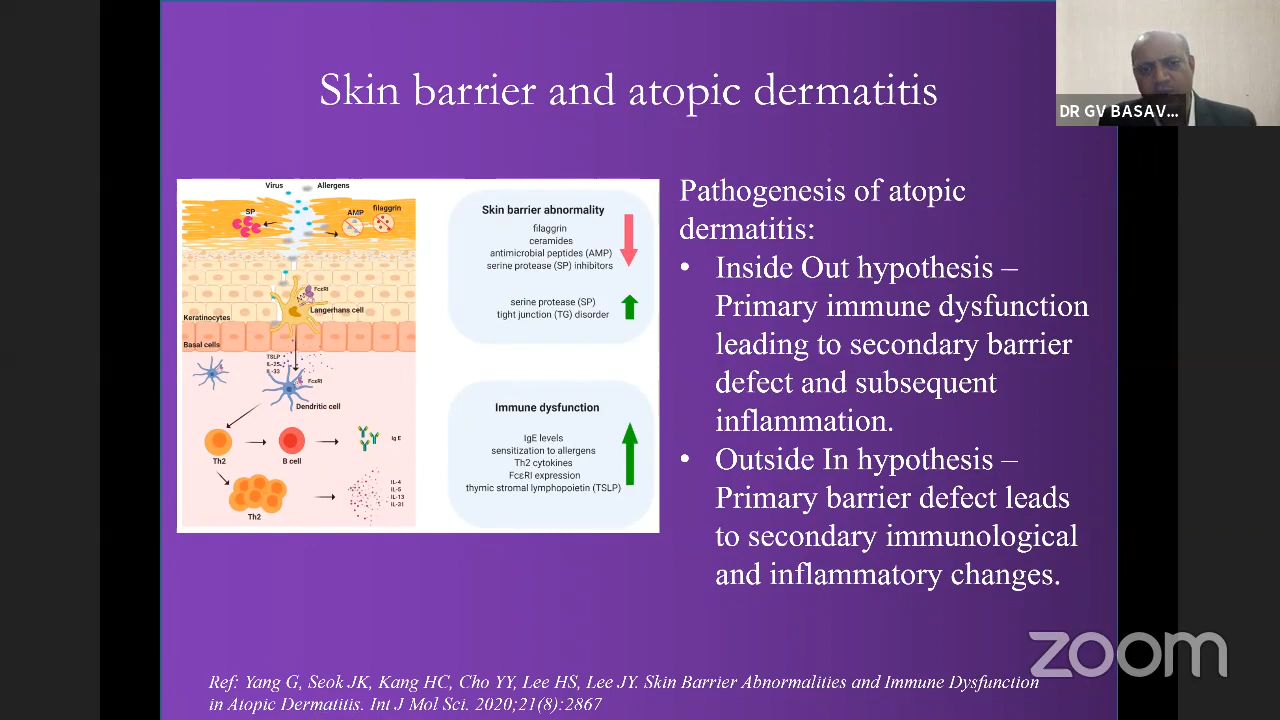 Skin barrier and atopic dermatitis
DR GV BASAV...
Virus
Allergens
SP
AMP
filaggrin
FcεRI
Langerhans cell
Keratinocytes
Basal cells
TSLP
IL-25
IL-33
FcεRI
Dendritic cell
Th2
B cell
Ig E
Th2
IL-4
IL-5
IL-13
IL-31
Skin barrier abnormality
filaggrin
ceramides
antimicrobial peptides (AMP)
serine protease (SP) inhibitors
serine protease (SP)
tight junction (TG) disorder
Immune dysfunction
IgE levels
sensitization to allergens
Th2 cytokines
FcεRI expression
thymic stromal lymphopoietin (TSLP)
Pathogenesis of atopic
dermatitis:
• Inside Out hypothesis –
Primary immune dysfunction
leading to secondary barrier
defect and subsequent
inflammation.
• Outside In hypothesis –
Primary barrier defect leads
to secondary immunological
and inflammatory changes.
zoom
Ref: Yang G, Seok JK, Kang HC, Cho YY, Lee HS, Lee JY. Skin Barrier Abnormalities and Immune Dysfunction
in Atopic Dermatitis. Int J Mol Sci. 2020;21(8):2867